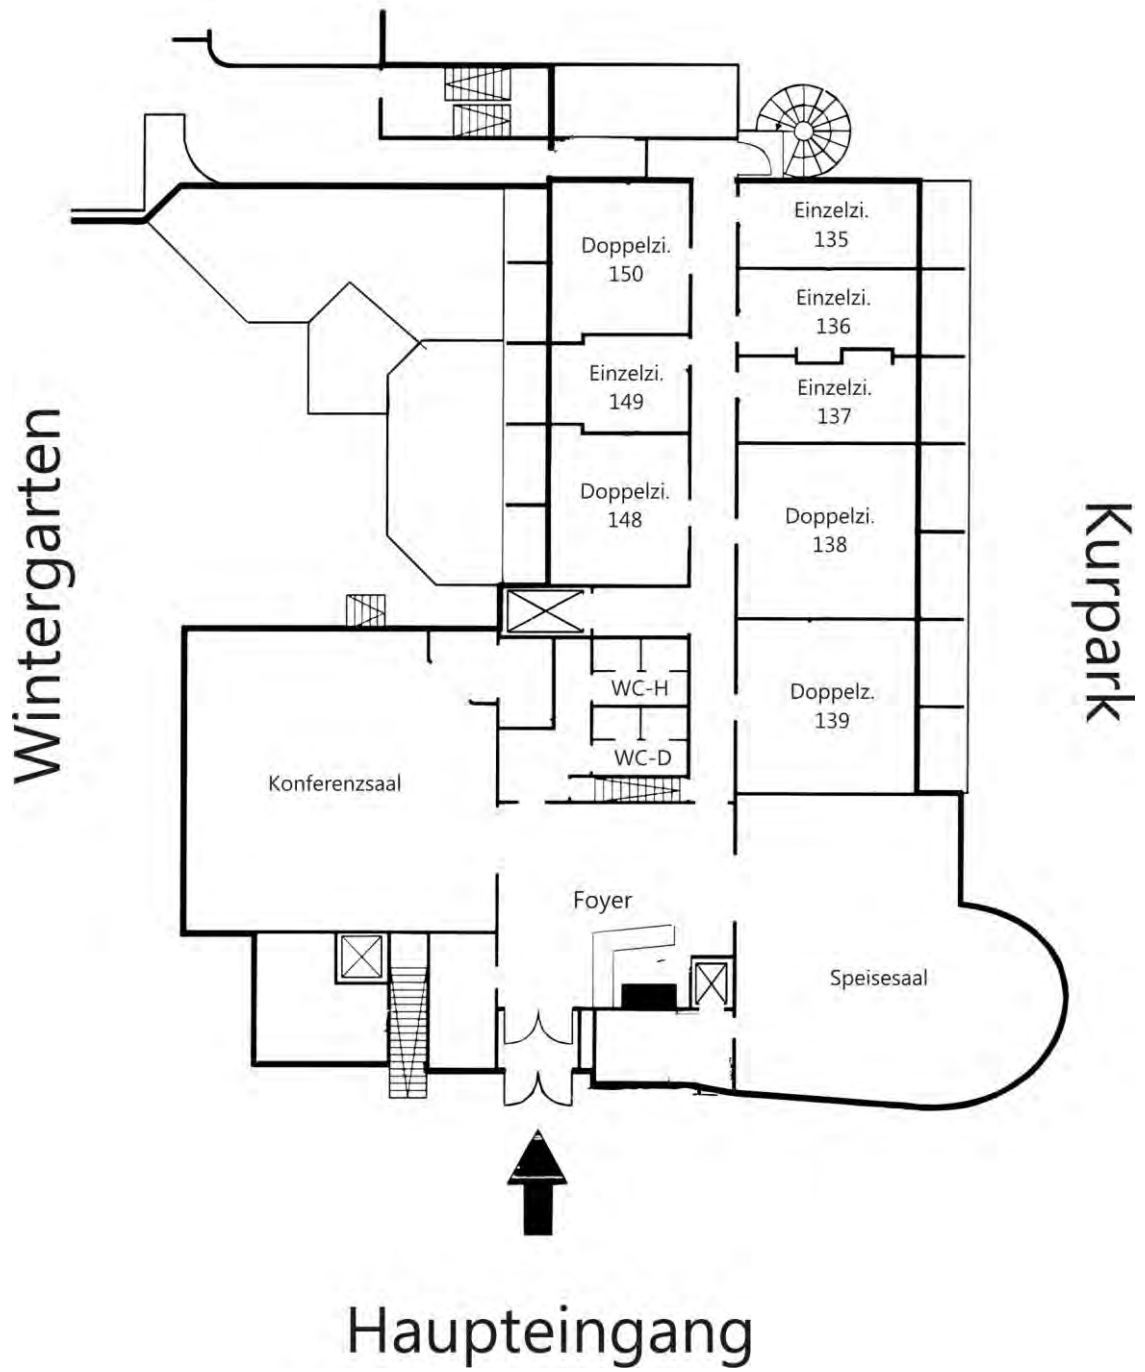 Einzelzi.
135
Doppelzi.
150
Einzelzi.
136
Einzelzi.
149
Einzelzi.
137
Doppelzi.
148
Doppelzi.
138
WC-H
Doppelz.
139
WC-D
Konferenzsaal
Foyer
Speisesaal
Wintergarten
Kurpark
Haupteingang